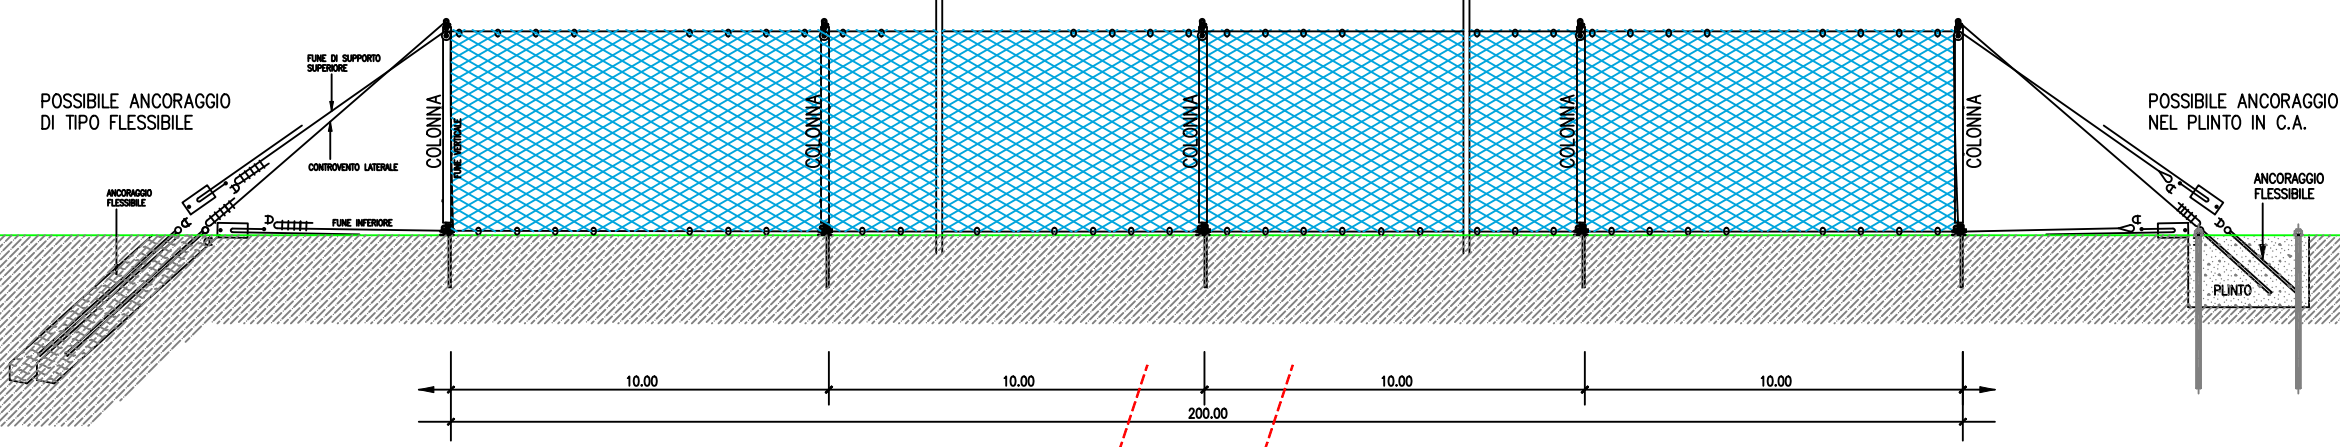 FUNE DI SUPPORTO
SUPERIORE
POSSIBILE ANCORAGGIO
DI TIPO FLESSIBILE
CONTROVENTO LATERALE
ANCORAGGIO
FLESSIBILE
FUNE INFERIORE
COLONNA
FUNE VERTICALE
COLONNA
COLONNA
COLONNA
COLONNA
POSSIBILE ANCORAGGIO
NEL PLINTO IN C.A.
ANCORAGGIO
FLESSIBILE
PLINTO
10.00
10.00
10.00
10.00
200.00